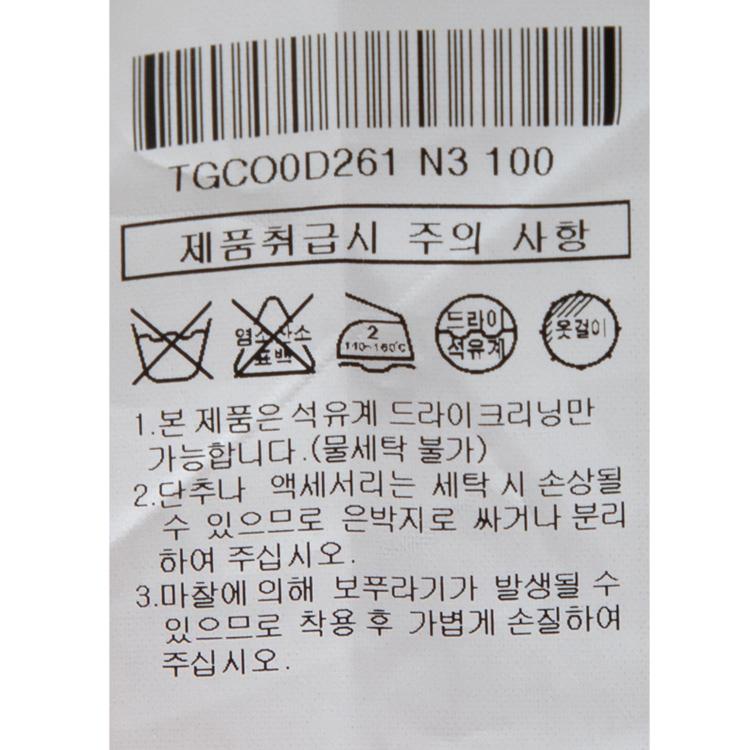 TGCO0D261 N3 100
제품취급시 주의 사항
염소산소
표백
2
110~160℃
드라이
석유계
옷걸이
1.본 제품은 석유계 드라이크리닝만
가능합니다.(물세탁 불가)
2.단추나 액세서리는 세탁 시 손상될
수 있으므로 은박지로 싸거나 분리
하여 주십시오.
3.마찰에 의해 보푸라기가 발생될 수
있으므로 착용 후 가볍게 손질하여
주십시오.